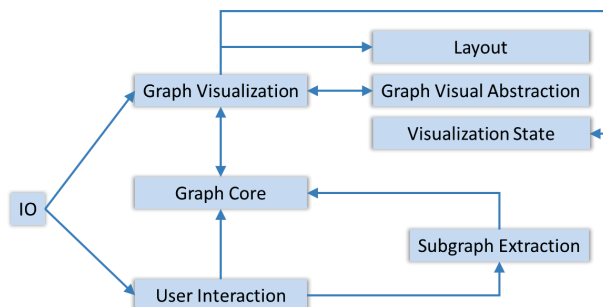 Layout
Graph Visualization
Graph Visual Abstraction
Visualization State
Graph Core
IO
Subgraph Extraction
User Interaction